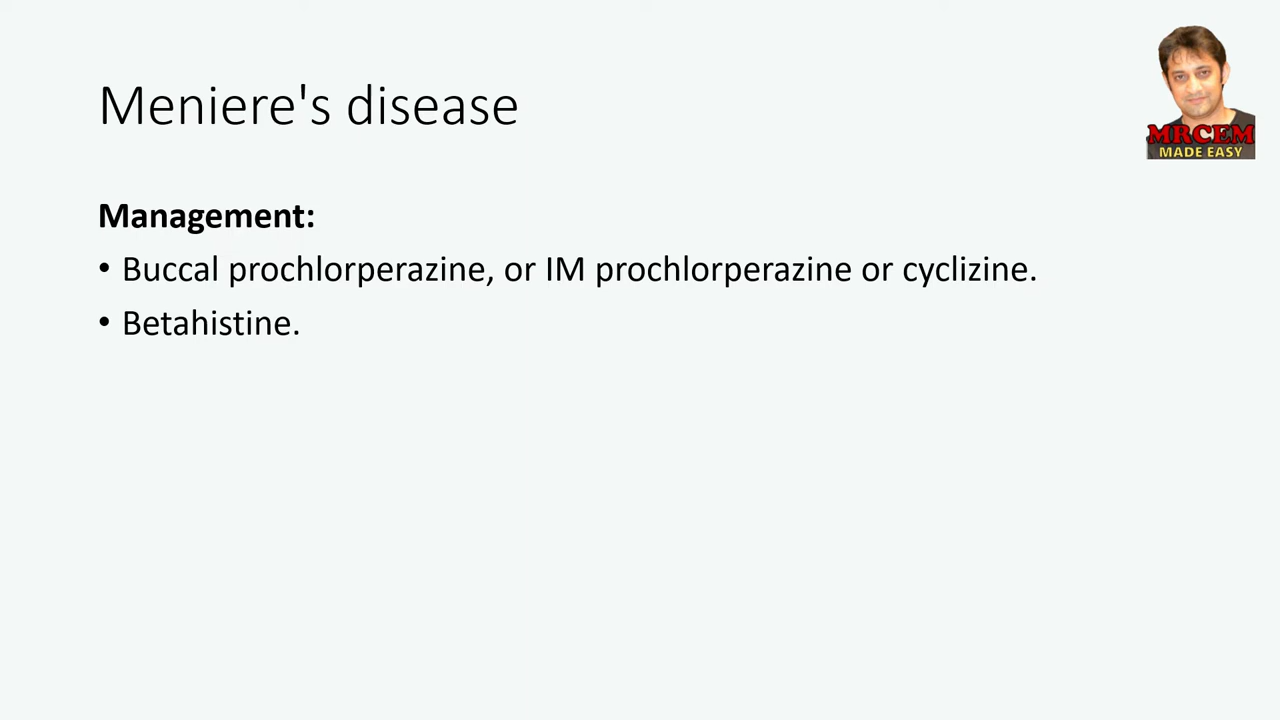 Meniere's disease
MRCEM
MADE EASY
Management:
• Buccal prochlorperazine, or IM prochlorperazine or cyclizine.
• Betahistine.